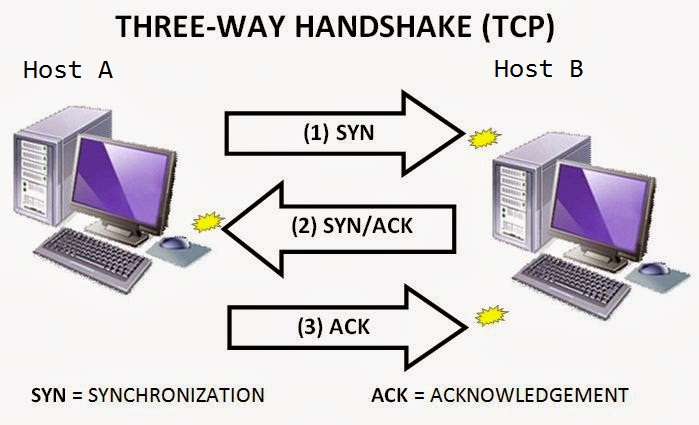 THREE-WAY HANDSHAKE (TCP)
Host A
Host B
(1) SYN
(2) SYN/ACK
(3) ACK
SYN = SYNCHRONIZATION
ACK = ACKNOWLEDGEMENT